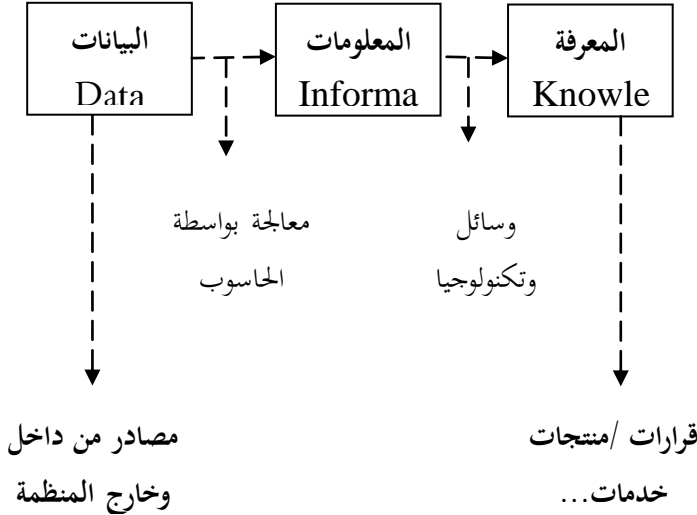 البيانات
Data
المعلومات
Informa
المعرفة
Knowle
معالجة بواسطة
الحاسوب
وسائل
وتكنولوجيا
مصادر من داخل
وخارج المنظمة
قرارات /منتجات
خدمات...